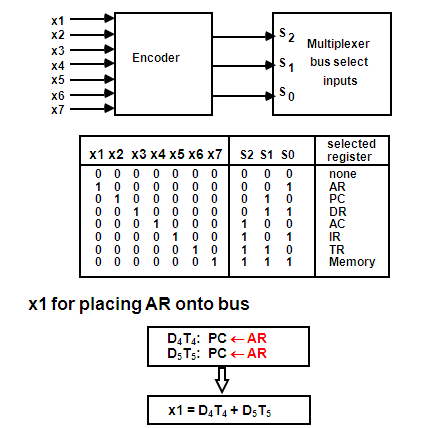 x1
x2
x3
x4
x5
x6
x7
Encoder
S2
S1
S0
Multiplexer
bus select
inputs
x1 x2 x3 x4 x5 x6 x7 S2 S1 S0 selected register
0 0 0 0 0 0 0 0 0 0 none
1 0 0 0 0 0 0 0 0 1 AR
0 1 0 0 0 0 0 0 1 0 PC
0 0 1 0 0 0 0 0 1 1 DR
0 0 0 1 0 0 0 1 0 0 AC
0 0 0 0 1 0 0 1 0 1 IR
0 0 0 0 0 1 0 1 1 0 TR
0 0 0 0 0 0 1 1 1 1 Memory
x1 for placing AR onto bus
D4T4: PC ← AR
D5T5: PC ← AR
x1 = D4T4 + D5T5